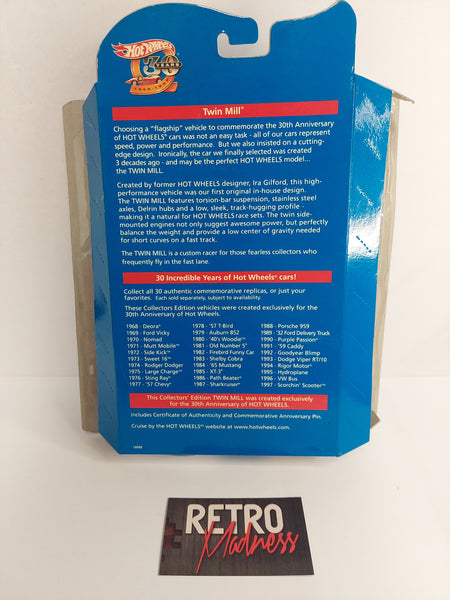 Hot Wheels
30
YEARS
Twin Mill®
Choosing a "flagship" vehicle to commemorate the 30th Anniversary
of HOT WHEELS® cars was not an easy task - all of our cars represent
speed, power and performance. But we also insisted on a cutting-
edge design. Ironically, the car we finally selected was created
3 decades ago - and may be the perfect HOT WHEELS model...
the TWIN MILL.
Created by former HOT WHEELS designer, Ira Gilford, this high-
performance vehicle was our first original in-house design.
The TWIN MILL features torsion-bar suspension, stainless steel
axles, Delrin hubs and a low, sleek, track-hugging profile -
making it a natural for HOT WHEELS race sets. The twin side-
mounted engines not only suggest awesome power, but perfectly
balance the weight and provide a low center of gravity needed
for short curves on a fast track.
The TWIN MILL is a custom racer for those fearless collectors who
frequently fly in the fast lane.
30 Incredible Years of Hot Wheels® cars!
Collect all 30 authentic commemorative replicas, or just your
favorites. Each sold separately, subject to availability.
These Collectors Edition vehicles were created exclusively for the
30th Anniversary of Hot Wheels.
1968 - Deora®
1969 - Ford Vicky
1970 - Nomad
1971 - Mutt Mobile™
1972 - Side Kick™
1973 - Sweet 16™
1974 - Rodger Dodger
1975 - Large Charge™
1976 - Sting Ray®
1977 - '57 Chevy®
1978 - '57 T-Bird
1979 - Auburn 852
1980 - '40's Woodie™
1981 - Old Number 5™
1982 - Firebird Funny Car
1983 - Shelby Cobra
1984 - '65 Mustang
1985 - XT-3™
1986 - Path Beater™
1987 - Sharkruiser™
1988 - Porsche 959
1989 - '32 Ford Delivery Truck
1990 - Purple Passion™
1991 - '59 Caddy
1992 - Goodyear Blimp
1993 - Dodge Viper RT/10
1994 - Rigor Motor™
1995 - Hydroplane
1996 - VW Bus
1997 - Scorchin' Scooter™
This Collectors' Edition TWIN MILL was created exclusively
for the 30th Anniversary of HOT WHEELS.
Includes Certificate of Authenticity and Commemorative Anniversary Pin.
Cruise by the HOT WHEELS™ website at www.hotwheels.com.
RETRO
Madness